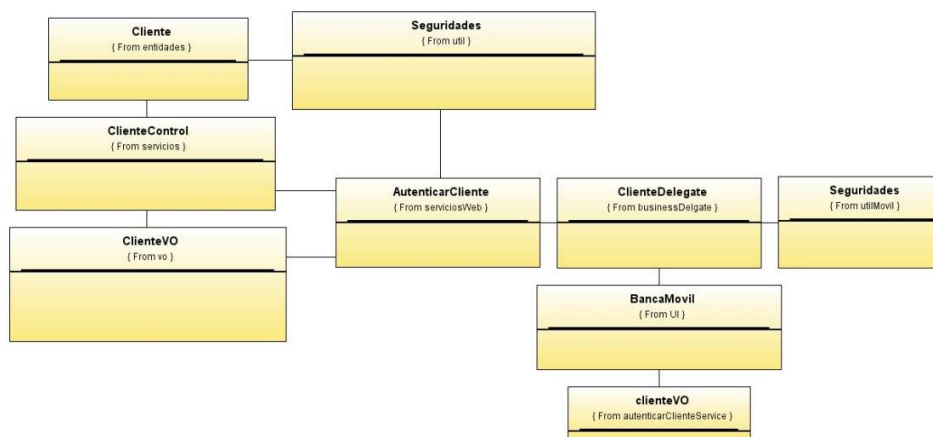 Cliente
{ From entidades }
Seguridades
{ From util }
ClienteControl
{ From servicios }
AutenticarCliente
{ From serviciosWeb }
ClienteDelegate
{ From businessDelgate }
Seguridades
{ From utilMovil }
ClienteVO
{ From vo }
BancaMovil
{ From UI }
clienteVO
{ From autenticarClienteService }